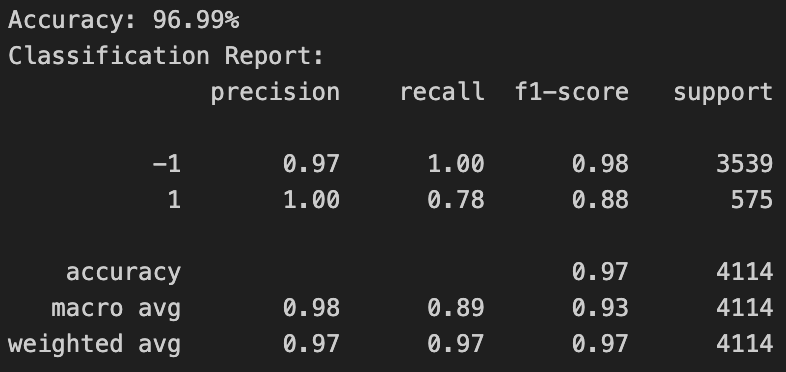 Accuracy: 96.99%
Classification Report:
precision recall f1-score support
-1 0.97 1.00 0.98 3539
1 1.00 0.78 0.88 575
accuracy 0.97 4114
macro avg 0.98 0.89 0.93 4114
weighted avg 0.97 0.97 0.97 4114